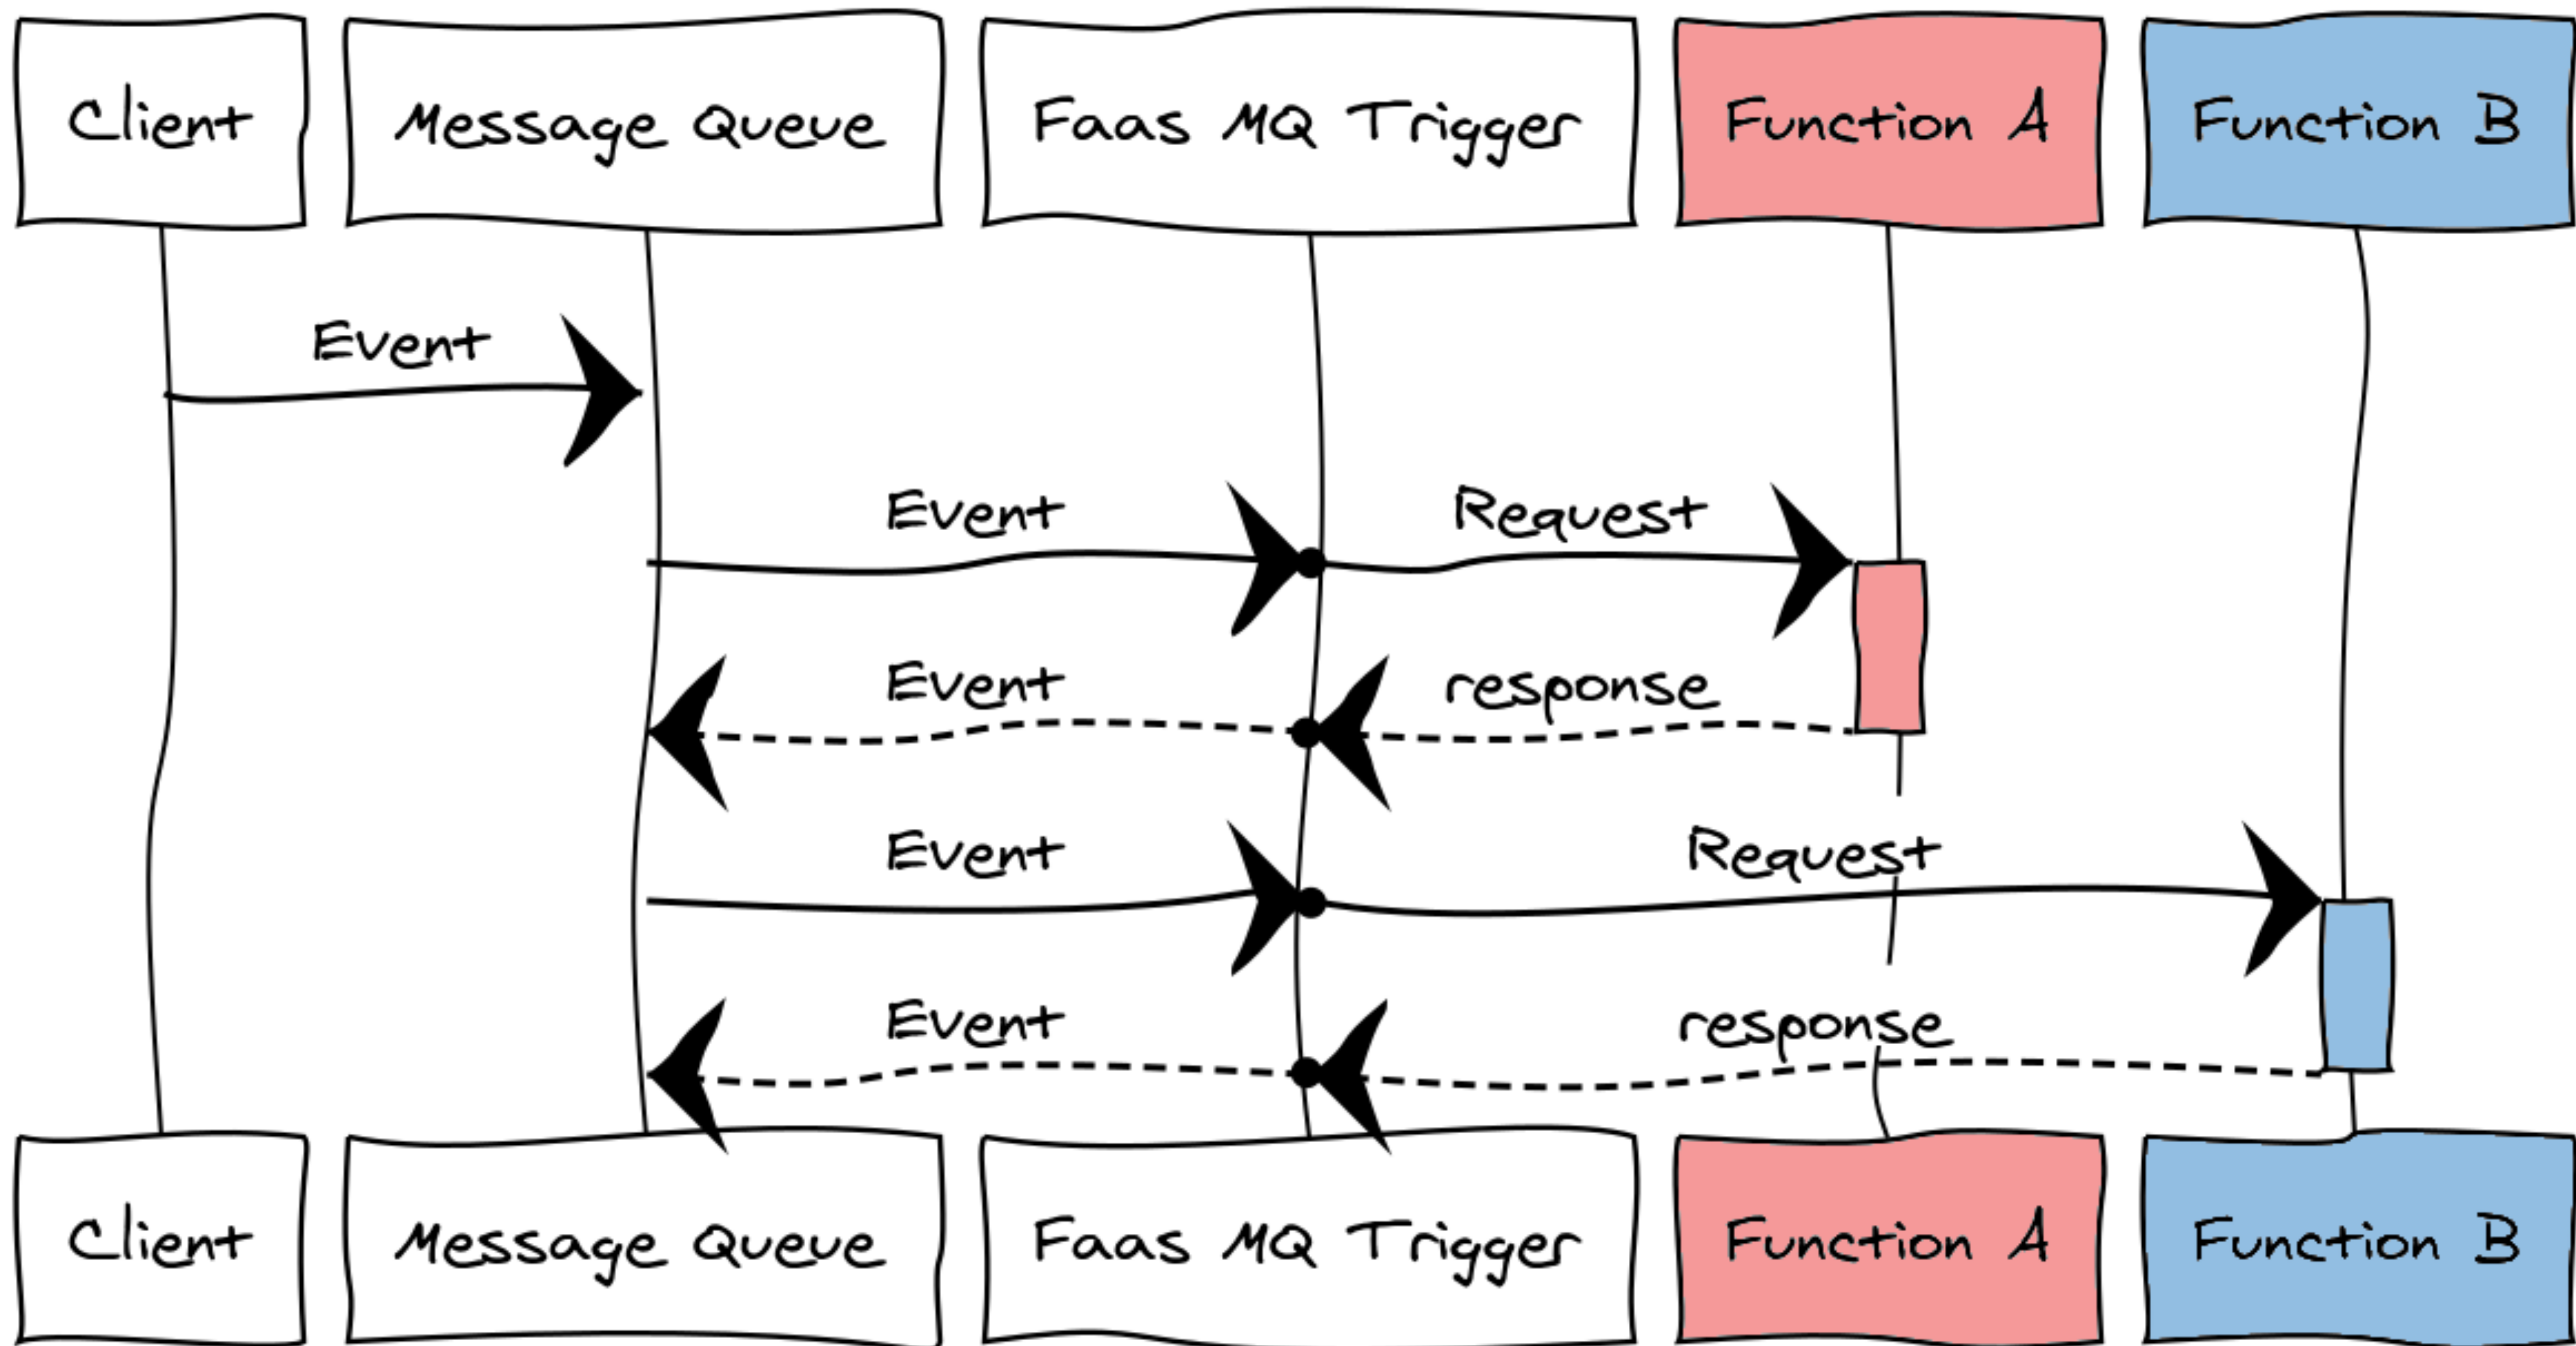 Client
Message Queue
Faas MQ Trigger
Function A
Function B
Event
Event
Request
Event
response
Event
Request
Event
response
Client
Message Queue
Faas MQ Trigger
Function A
Function B